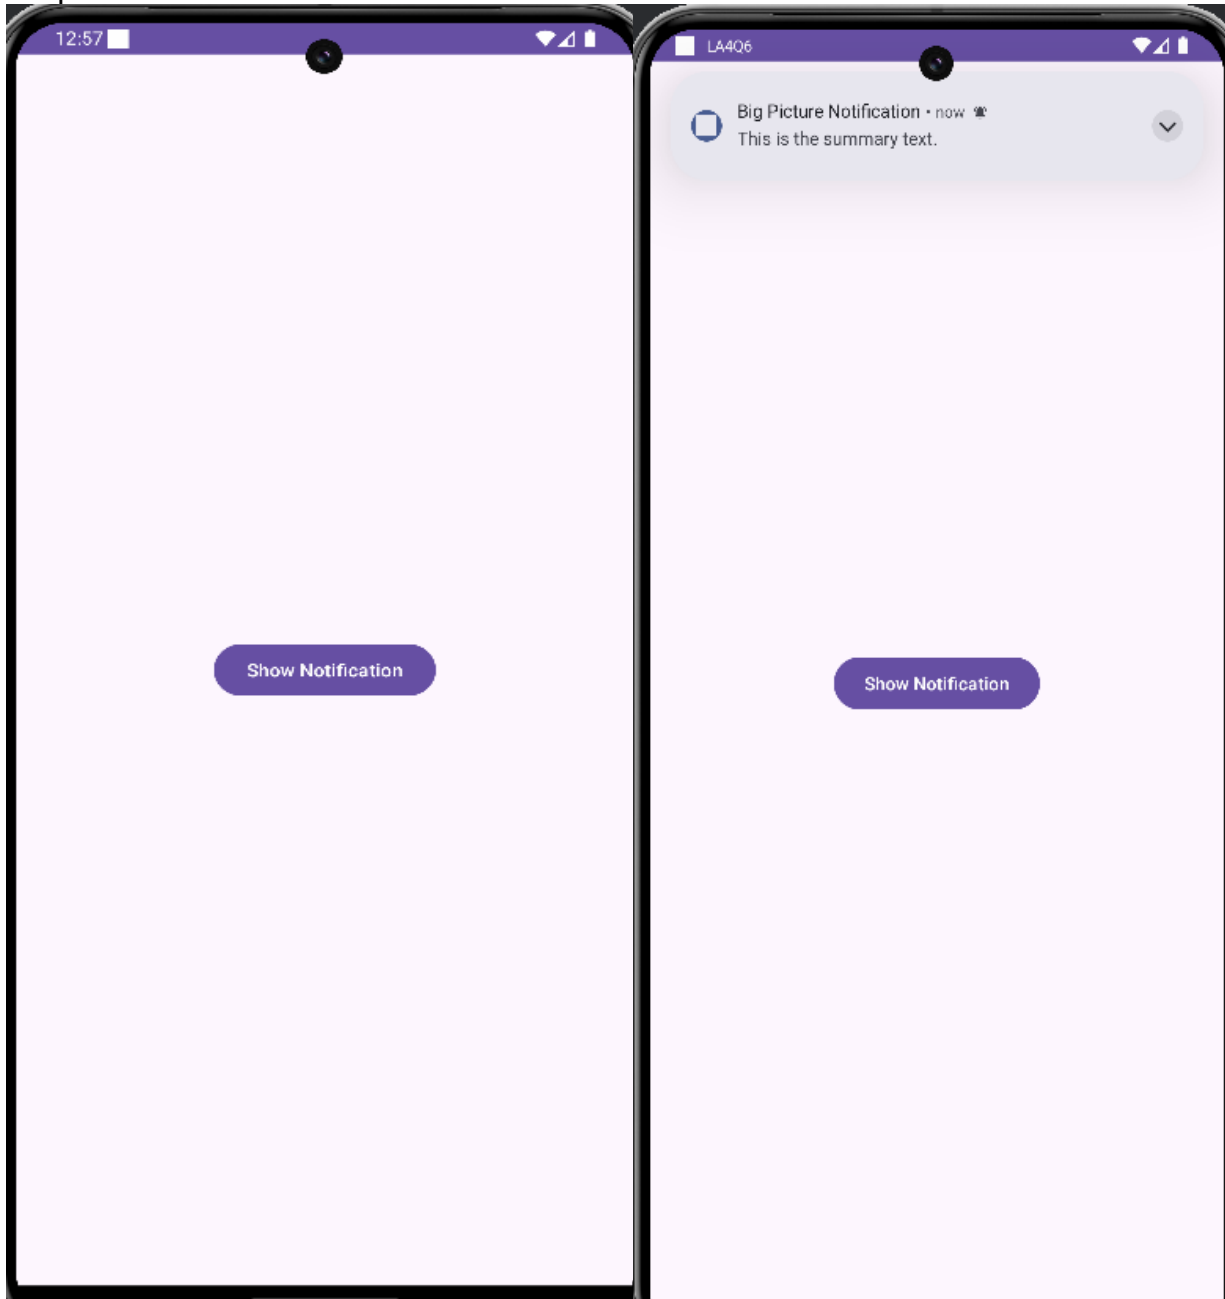 12:57
Show Notification
LA4Q6
Big Picture Notification • now
This is the summary text.
Show Notification